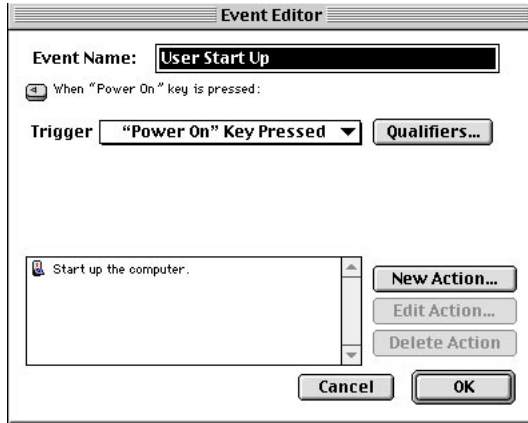 Event Editor
Event Name: User Start Up
When "Power On" key is pressed:
Trigger "Power On" Key Pressed Qualifiers...
Start up the computer.
New Action...
Edit Action...
Delete Action
Cancel OK